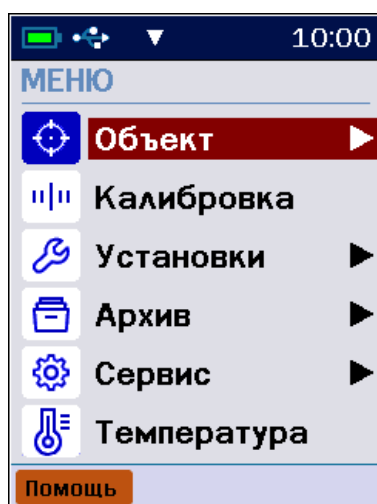 10:00
МЕНЮ
Объект
Калибровка
Установки
Архив
Сервис
Температура
Помощь